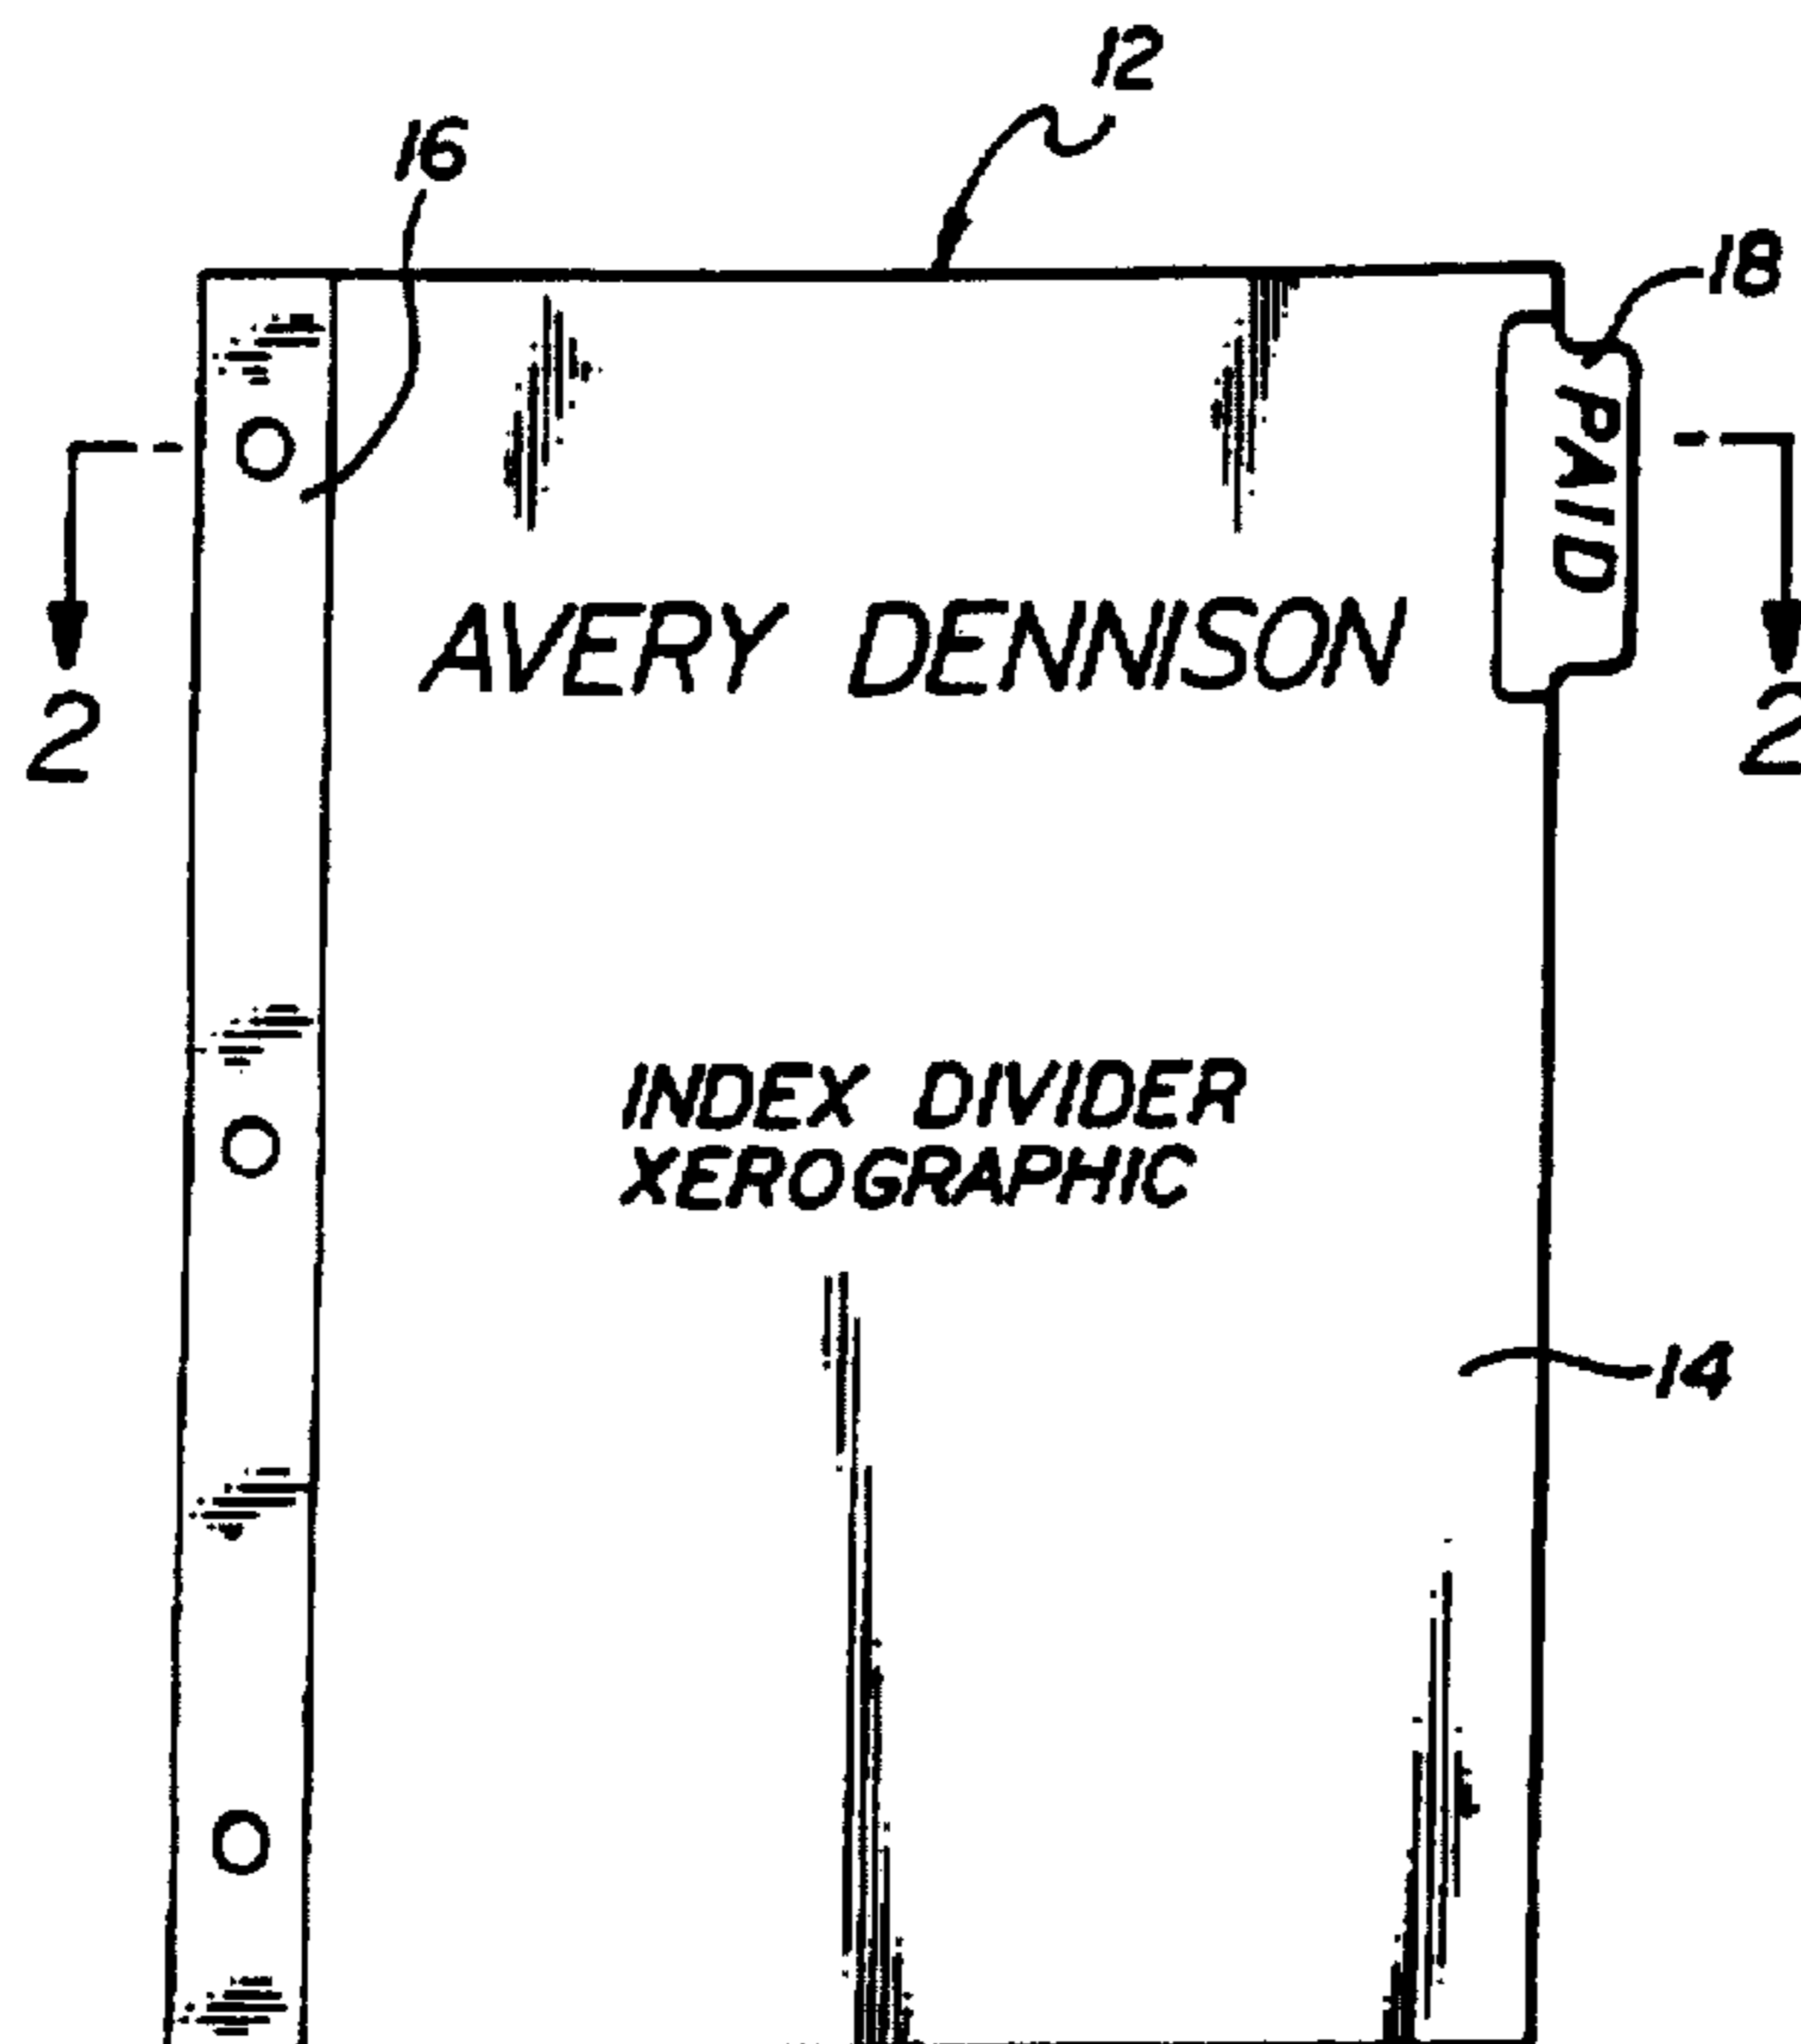 12
16
18
PAID
AVERY DENNISON
2 2
INDEX DIVIDER
XEROGRAPHIC
14